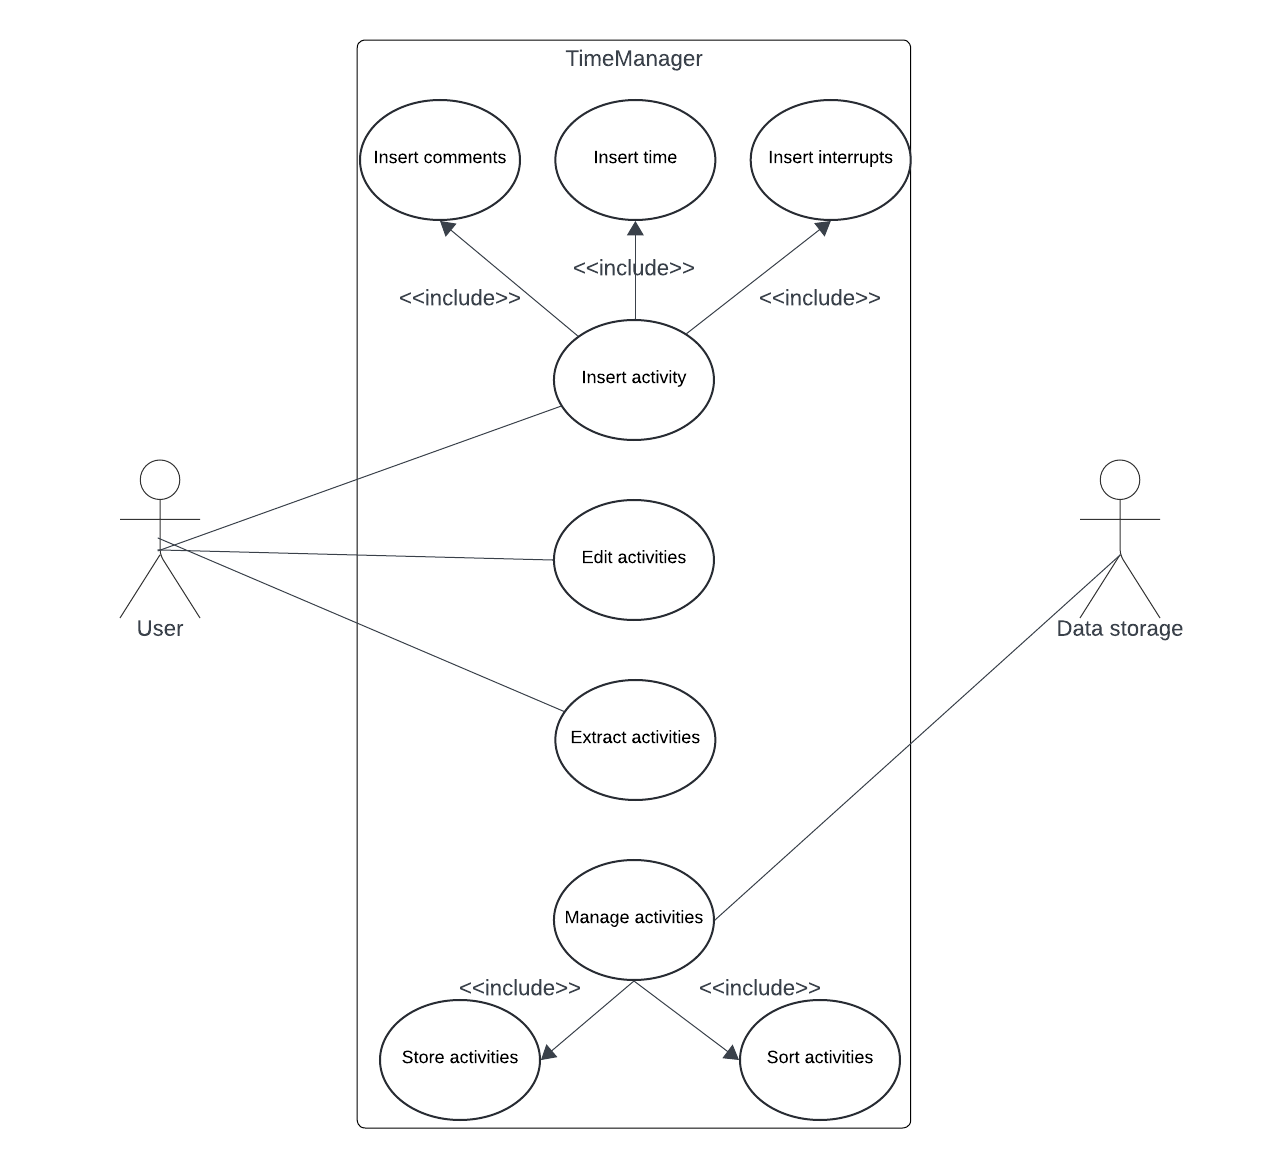 TimeManager
Insert comments
Insert time
Insert interrupts
<<include>>
<<include>>
<<include>>
Insert activity
Edit activities
User
Data storage
Extract activities
Manage activities
<<include>>
<<include>>
Store activities
Sort activities